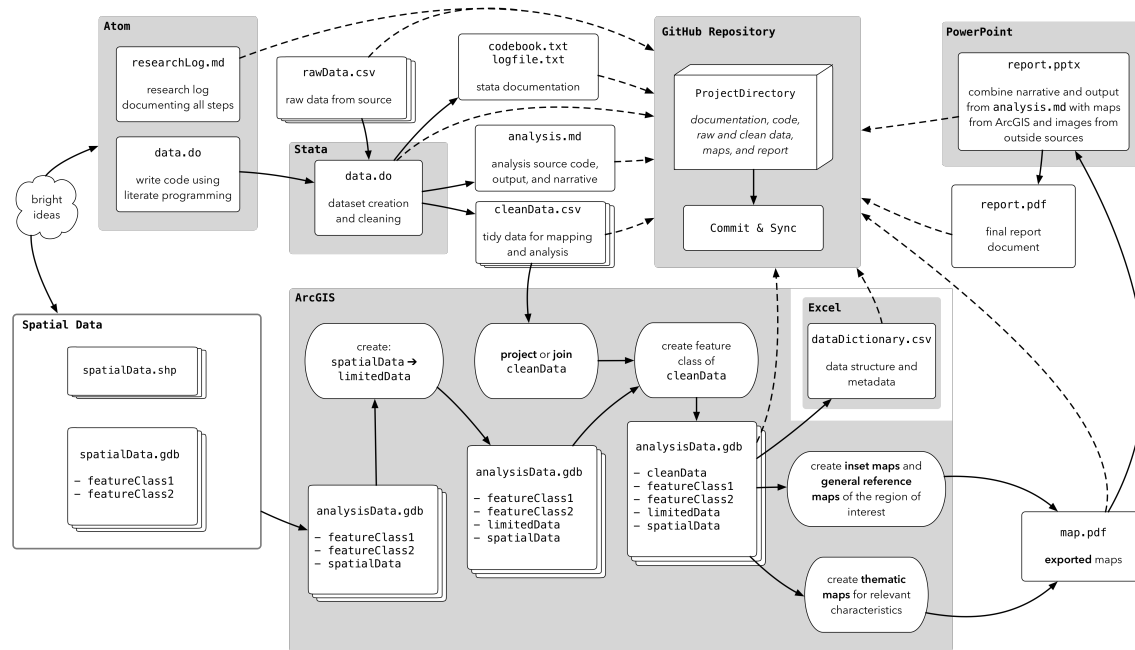 Atom
researchLog.md
research log
documenting all steps
data.do
write code using
literate programming
bright
ideas
rawData.csv
raw data from source
Stata
data.do
dataset creation
and cleaning
codebook.txt
logfile.txt
stata documentation
analysis.md
analysis source code,
output, and narrative
cleanData.csv
tidy data for mapping
and analysis
GitHub Repository
ProjectDirectory
documentation, code,
raw and clean data,
maps, and report
Commit & Sync
PowerPoint
report.pptx
combine narrative and output
from analysis.md with maps
from ArcGIS and images from
outside sources
report.pdf
final report
document
Spatial Data
spatialData.shp
spatialData.gdb
– featureClass1
– featureClass2
ArcGIS
create:
spatialData ➔
limitedData
project or join
cleanData
create feature
class of
cleanData
Excel
dataDictionary.csv
data structure and
metadata
analysisData.gdb
– featureClass1
– featureClass2
– spatialData
analysisData.gdb
– featureClass1
– featureClass2
– limitedData
– spatialData
analysisData.gdb
– cleanData
– featureClass1
– featureClass2
– limitedData
– spatialData
create inset maps and
general reference
maps of the region of
interest
create thematic
maps for relevant
characteristics
map.pdf
exported maps